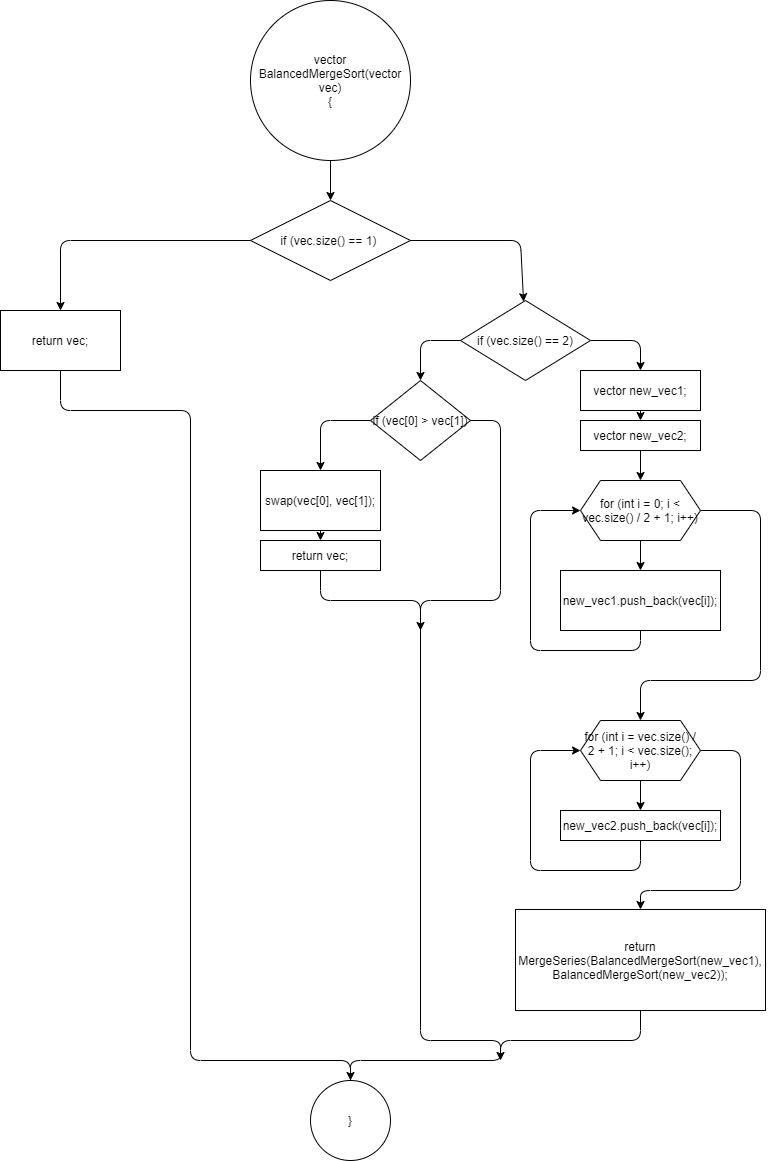 vector
BalancedMergeSort(vector
vec)
{
if (vec.size() == 1)
return vec;
if (vec.size() == 2)
if (vec[0] > vec[1])
swap(vec[0], vec[1]);
return vec;
vector new_vec1;
vector new_vec2;
for (int i = 0; i <
vec.size() / 2 + 1; i++)
new_vec1.push_back(vec[i]);
for (int i = vec.size() /
2 + 1; i < vec.size();
i++)
new_vec2.push_back(vec[i]);
return
MergeSeries(BalancedMergeSort(new_vec1),
BalancedMergeSort(new_vec2));
}